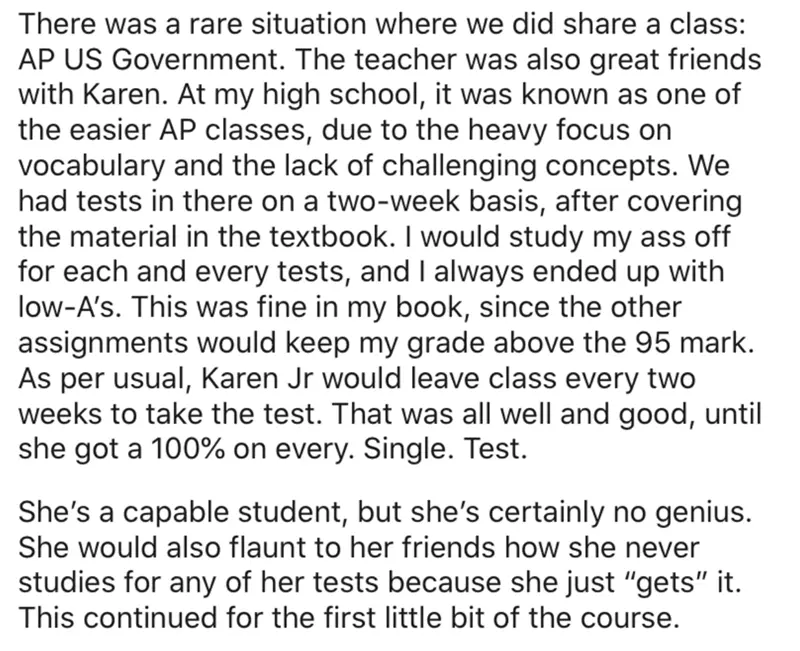 There was a rare situation where we did share a class:
AP US Government. The teacher was also great friends
with Karen. At my high school, it was known as one of
the easier AP classes, due to the heavy focus on
vocabulary and the lack of challenging concepts. We
had tests in there on a two-week basis, after covering
the material in the textbook. I would study my ass off
for each and every tests, and I always ended up with
low-A’s. This was fine in my book, since the other
assignments would keep my grade above the 95 mark.
As per usual, Karen Jr would leave class every two
weeks to take the test. That was all well and good, until
she got a 100% on every. Single. Test.
She’s a capable student, but she’s certainly no genius.
She would also flaunt to her friends how she never
studies for any of her tests because she just “gets” it.
This continued for the first little bit of the course.